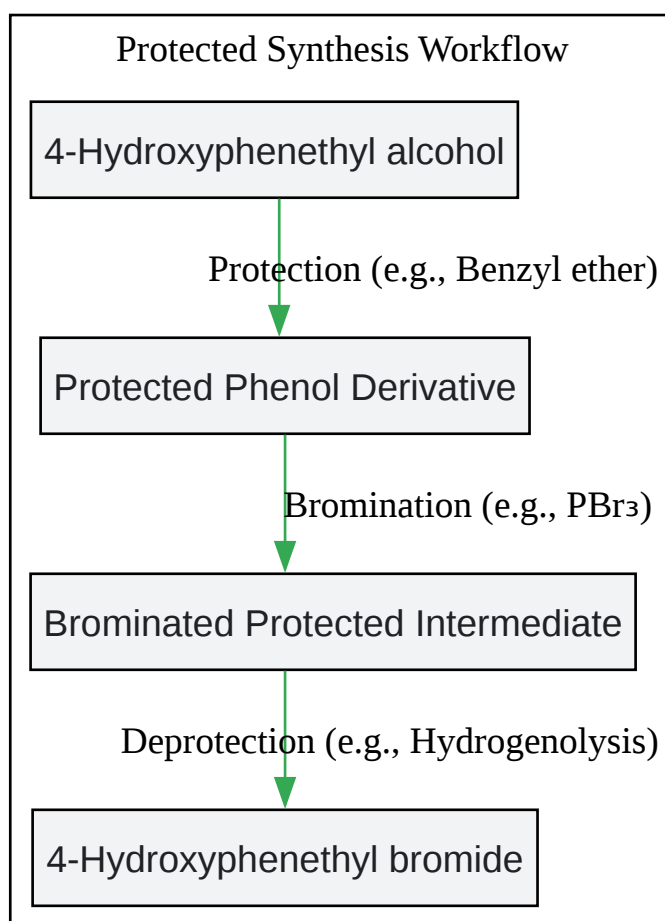 Protected Synthesis Workflow
4-Hydroxyphenethyl alcohol
Protection (e.g., Benzyl ether)
Protected Phenol Derivative
Bromination (e.g., PBr₃)
Brominated Protected Intermediate
Deprotection (e.g., Hydrogenolysis)
4-Hydroxyphenethyl bromide